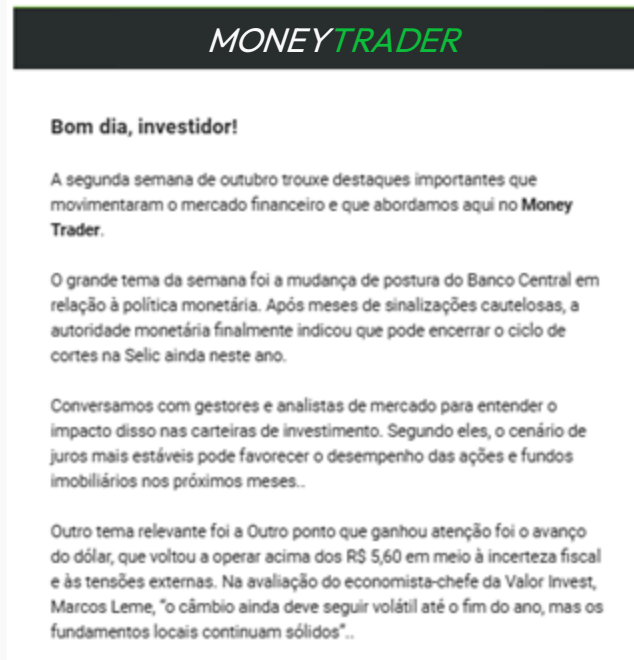 MONEYTRADER
Bom dia, investidor!
A segunda semana de outubro trouxe destaques importantes que
movimentaram o mercado financeiro e que abordamos aqui no Money
Trader.
O grande tema da semana foi a mudança de postura do Banco Central em
relação à política monetária. Após meses de sinalizações cautelosas, a
autoridade monetária finalmente indicou que pode encerrar o ciclo de
cortes na Selic ainda neste ano.
Conversamos com gestores e analistas de mercado para entender o
impacto disso nas carteiras de investimento. Segundo eles, o cenário de
juros mais estáveis pode favorecer o desempenho das ações e fundos
imobiliários nos próximos meses..
Outro tema relevante foi a Outro ponto que ganhou atenção foi o avanço
do dólar, que voltou a operar acima dos R$ 5,60 em meio à incerteza fiscal
e às tensões externas. Na avaliação do economista-chefe da Valor Invest,
Marcos Leme, “o câmbio ainda deve seguir volátil até o fim do ano, mas os
fundamentos locais continuam sólidos”..